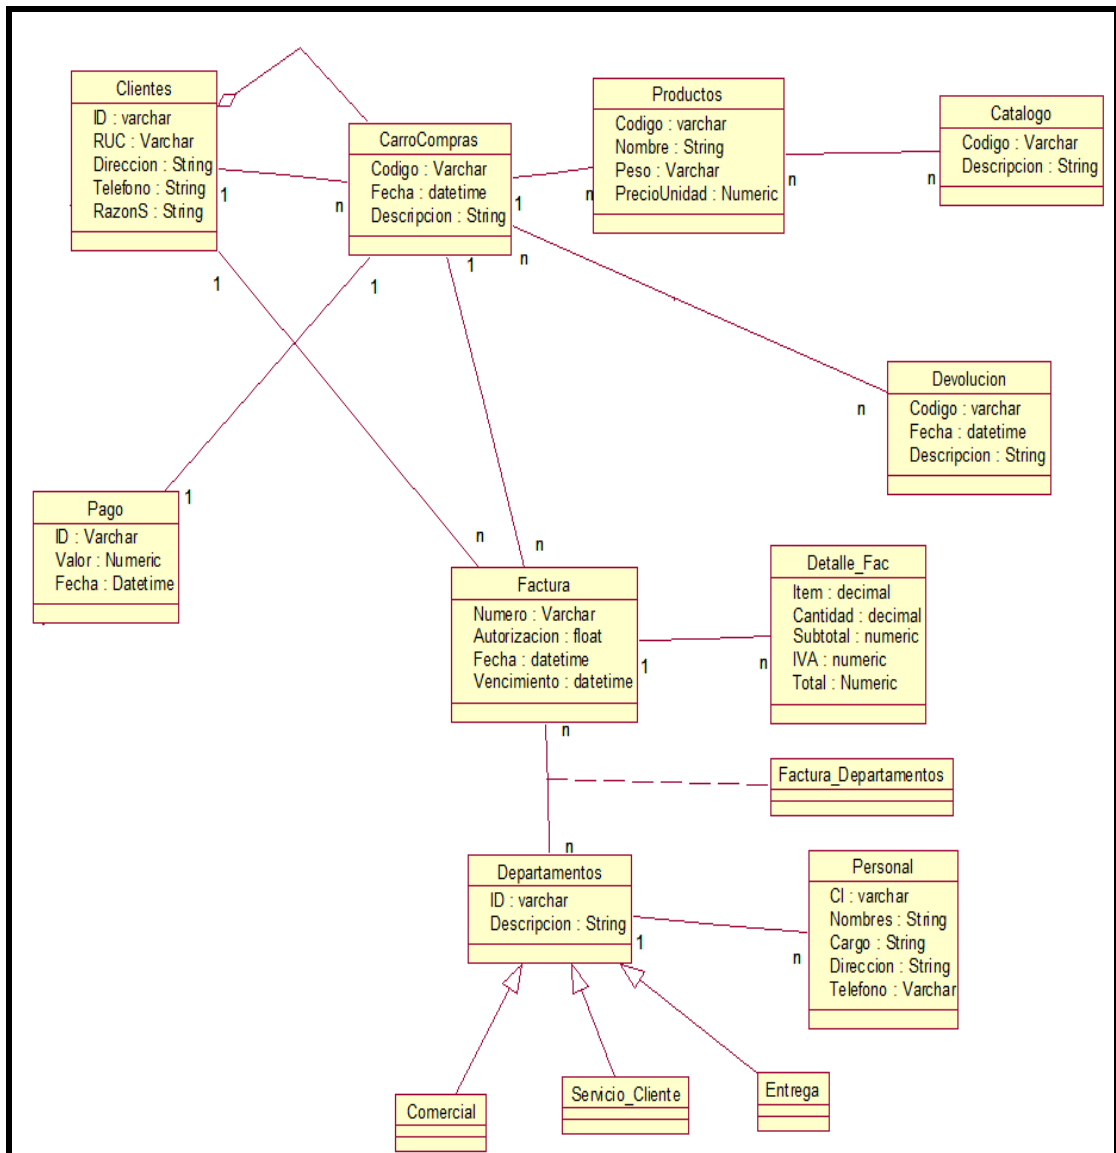 Clientes
ID : varchar
RUC : Varchar
Direccion : String
Telefono : String
RazonS : String
1
n
1
CarroCompras
Codigo : Varchar
Fecha : datetime
Descripcion : String
1
n
1
1
n
Productos
Codigo : varchar
Nombre : String
Peso : Varchar
PrecioUnidad : Numeric
n
n
Catalogo
Codigo : Varchar
Descripcion : String
Devolucion
Codigo : varchar
Fecha : datetime
Descripcion : String
n
Pago
ID : Varchar
Valor : Numeric
Fecha : Datetime
1
n
n
Factura
Numero : Varchar
Autorizacion : float
Fecha : datetime
Vencimiento : datetime
1
n
n
Detalle_Fac
Item : decimal
Cantidad : decimal
Subtotal : numeric
IVA : numeric
Total : Numeric
Factura_Departamentos
n
Departamentos
ID : varchar
Descripcion : String
1
n
Personal
CI : varchar
Nombres : String
Cargo : String
Direccion : String
Telefono : Varchar
Comercial
Servicio_Cliente
Entrega